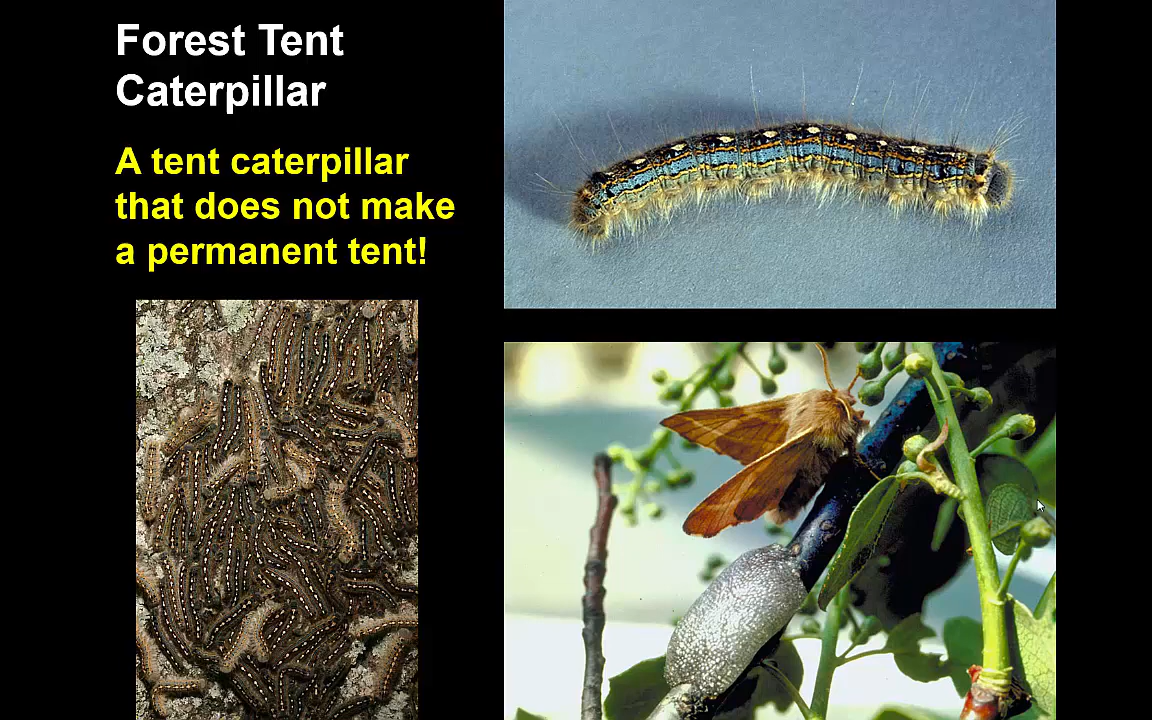 Forest Tent
Caterpillar
A tent caterpillar
that does not make
a permanent tent!